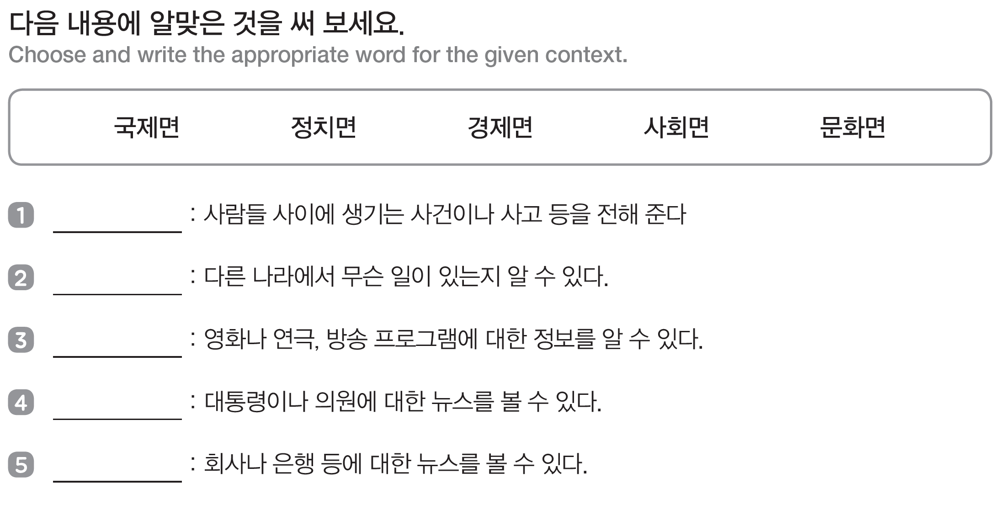 다음 내용에 알맞은 것을 써 보세요.
Choose and write the appropriate word for the given context.
국제면 정치면 경제면 사회면 문화면
1 : 사람들 사이에 생기는 사건이나 사고 등을 전해 준다
2 : 다른 나라에서 무슨 일이 있는지 알 수 있다.
3 : 영화나 연극, 방송 프로그램에 대한 정보를 알 수 있다.
4 : 대통령이나 의원에 대한 뉴스를 볼 수 있다.
5 : 회사나 은행 등에 대한 뉴스를 볼 수 있다.